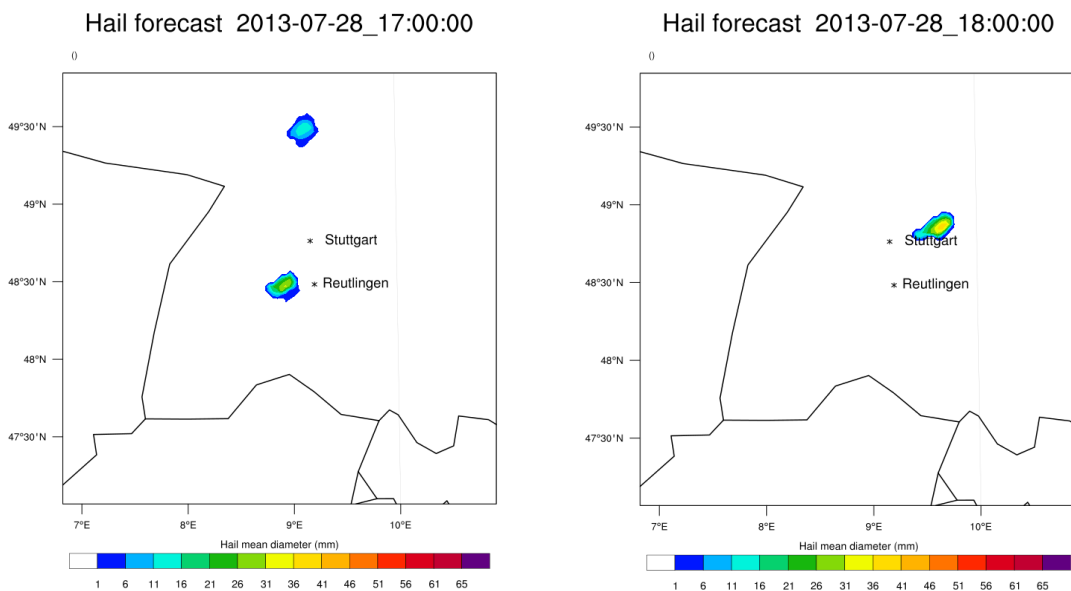 Hail forecast  2013-07-28_17:00:00
()
49°30'N
49°N
Stuttgart
48°30'N
Reutlingen
48°N
47°30'N
7°E 8°E 9°E 10°E
Hail mean diameter (mm)
1 6 11 16 21 26 31 36 41 46 51 56 61 65
Hail forecast  2013-07-28_18:00:00
()
49°30'N
49°N
Stuttgart
48°30'N
Reutlingen
48°N
47°30'N
7°E 8°E 9°E 10°E
Hail mean diameter (mm)
1 6 11 16 21 26 31 36 41 46 51 56 61 65